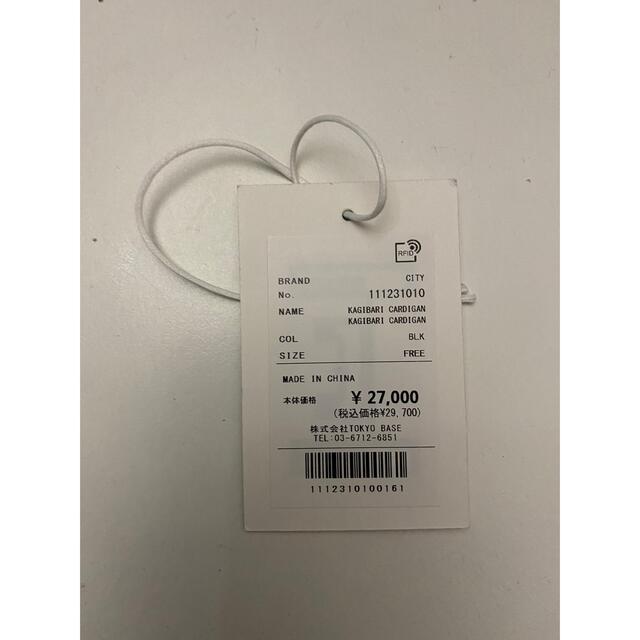 RFID
BRAND CITY
No. 111231010
NAME KAGIBARI CARDIGAN
KAGIBARI CARDIGAN
COL BLK
SIZE FREE
MADE IN CHINA
本体価格 ¥ 27,000
(税込価格¥29,700)
株式会社TOKYO BASE
TEL:03-6712-6851
1112310100161